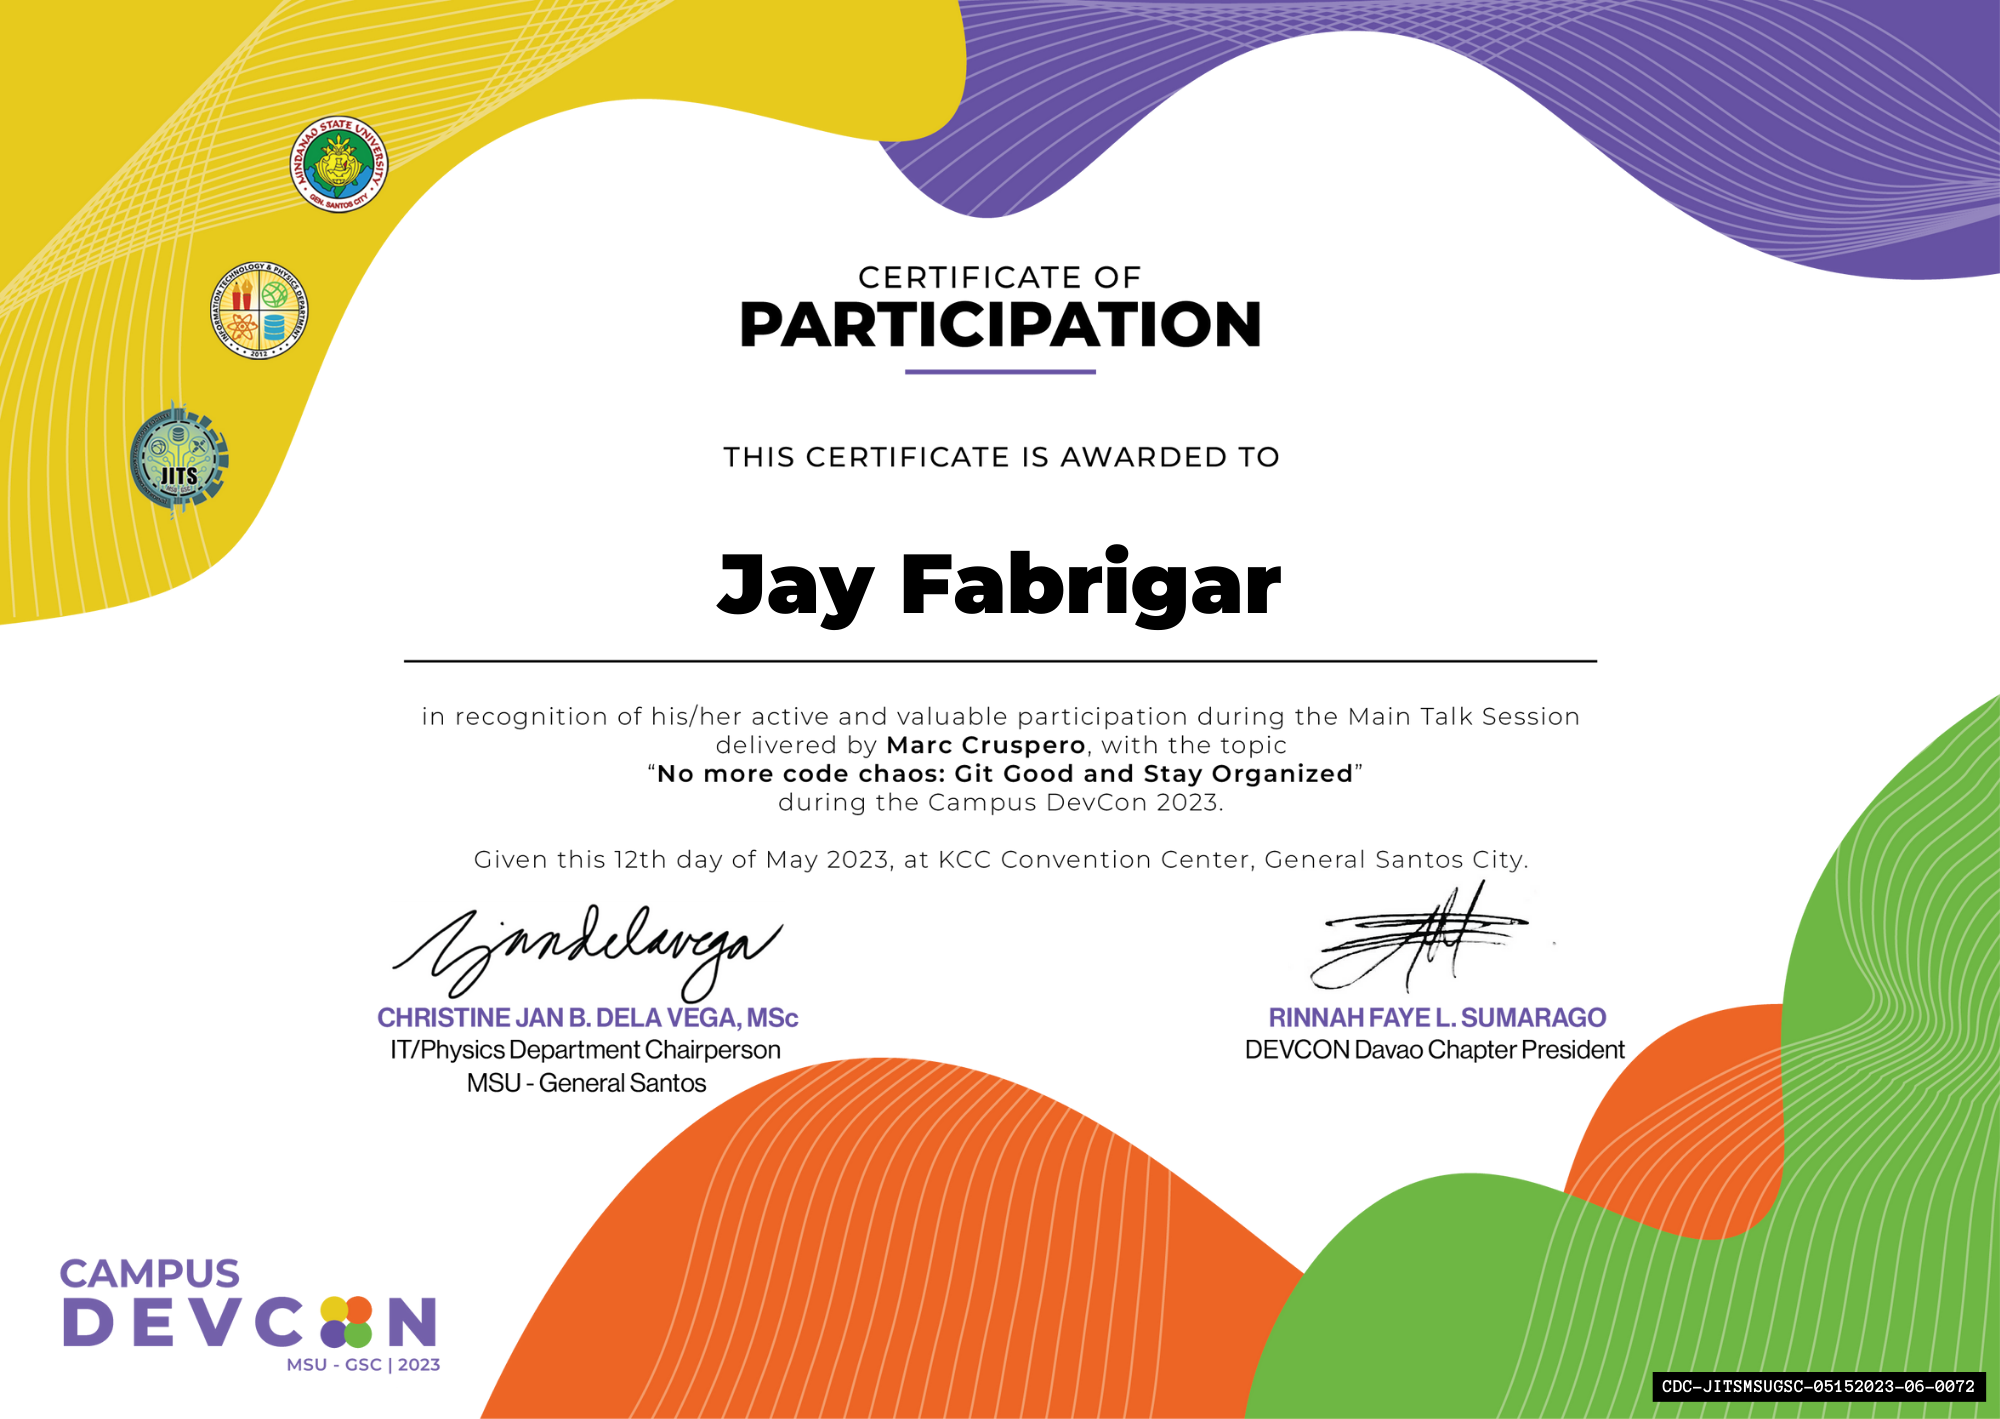 MINDANAO STATE UNIVERSITY
GEN. SANTOS CITY
INFORMATION TECHNOLOGY & PHYSICS DEPARTMENT
2012
JITS
CERTIFICATE OF
PARTICIPATION
THIS CERTIFICATE IS AWARDED TO
Jay Fabrigar
in recognition of his/her active and valuable participation during the Main Talk Session
delivered by Marc Cruspero, with the topic
“No more code chaos: Git Good and Stay Organized”
during the Campus DevCon 2023.
Given this 12th day of May 2023, at KCC Convention Center, General Santos City.
CHRISTINE JAN B. DELA VEGA, MSc
IT/Physics Department Chairperson
MSU - General Santos
RINNAH FAYE L. SUMARAGO
DEVCON Davao Chapter President
CAMPUS
DEVCON
MSU - GSC | 2023
CDC-JITSMSUGSC-05152023-06-0072